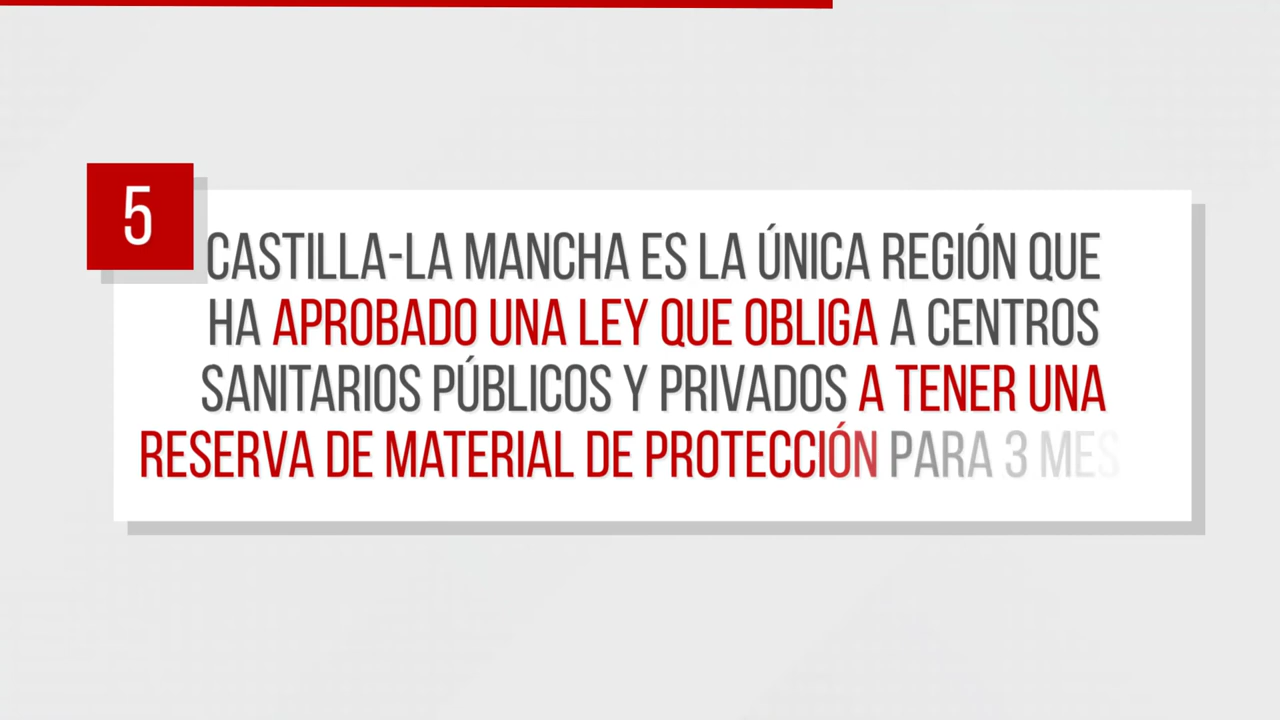 5
CASTILLA-LA MANCHA ES LA ÚNICA REGIÓN QUE
HA APROBADO UNA LEY QUE OBLIGA A CENTROS
SANITARIOS PÚBLICOS Y PRIVADOS A TENER UNA
RESERVA DE MATERIAL DE PROTECCIÓN PARA 3 MES